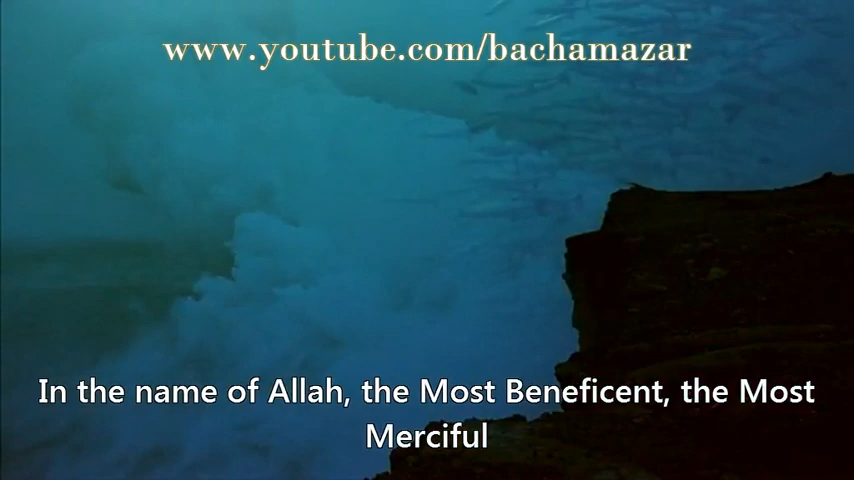 www.youtube.com/bachamazar
In the name of Allah, the Most Beneficent, the Most
Merciful